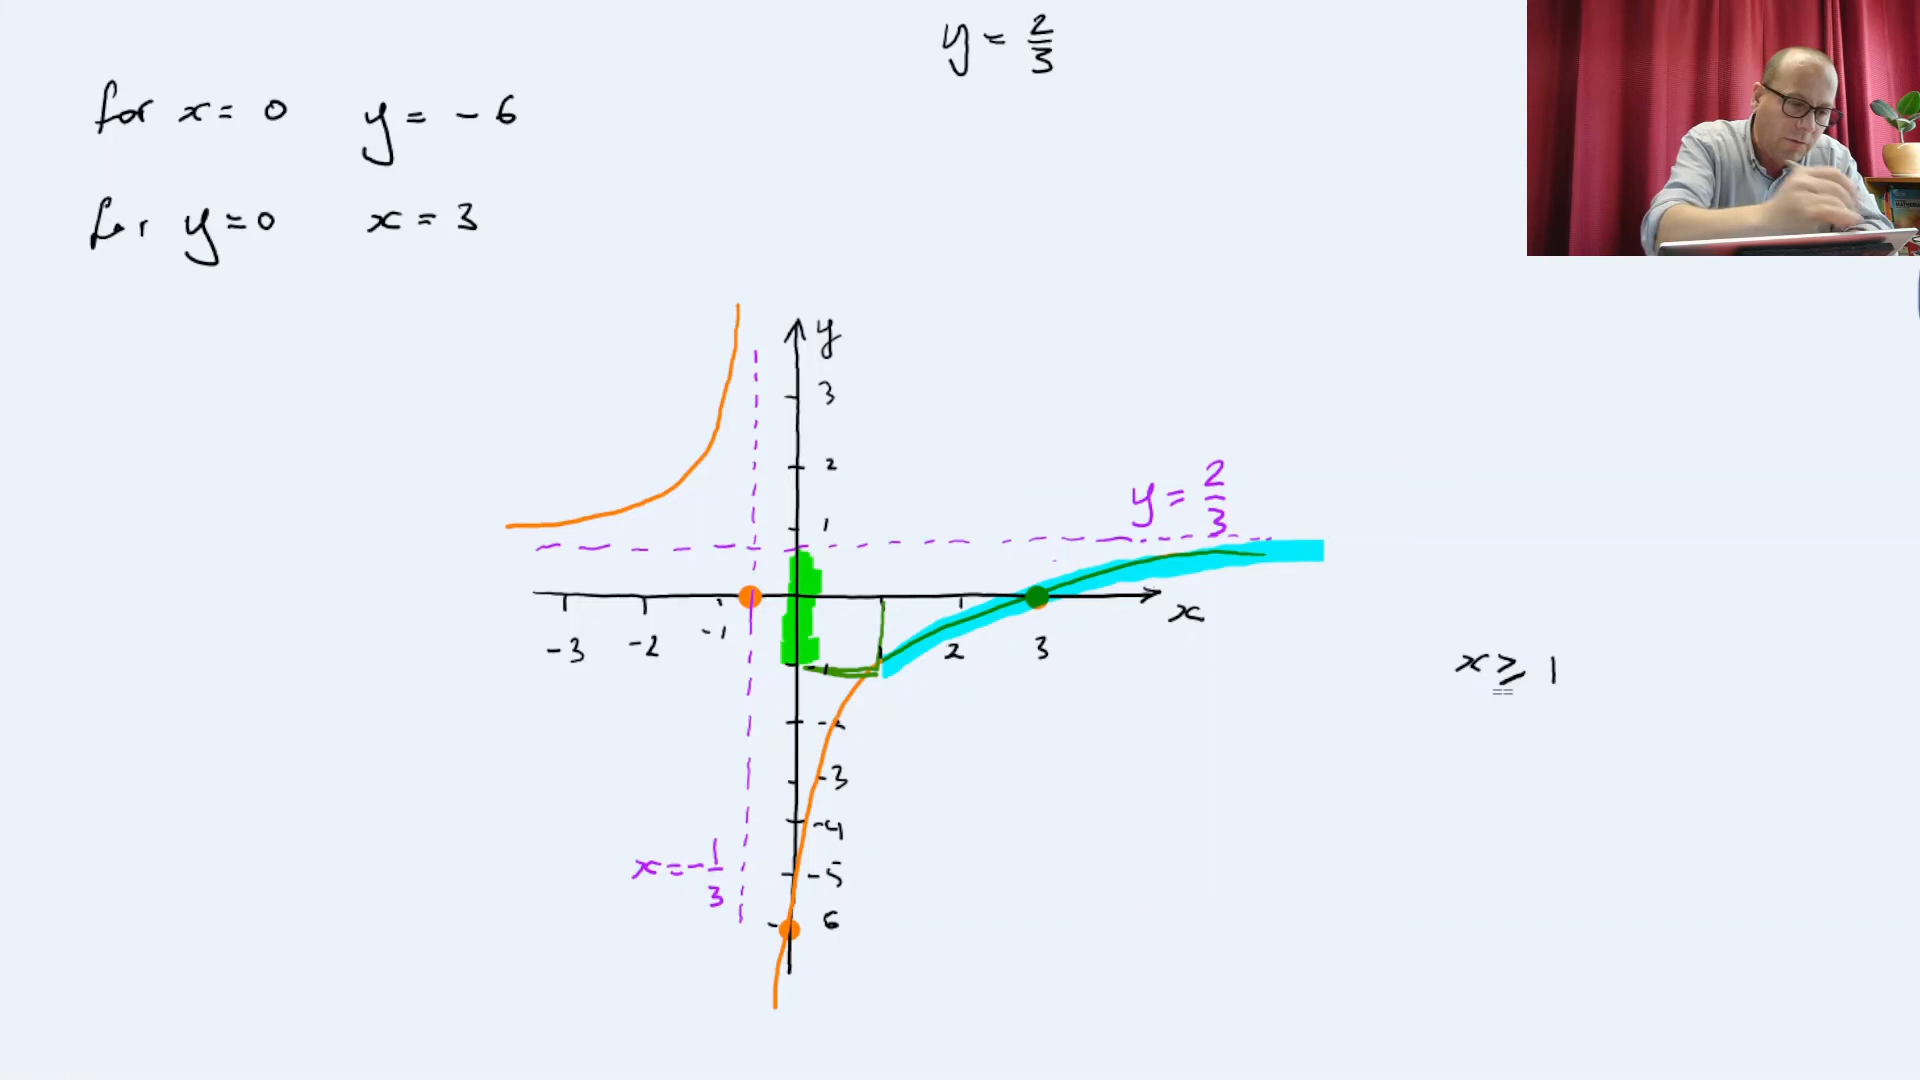 y = 2/3
for x = 0 y = - 6
for y = 0 x = 3
y
3
2
1
y = 2/3
-3 -2 -1 2 3 x
-1
x ≥ 1
-2
-3
-4
x = -1/3
-5
- 6